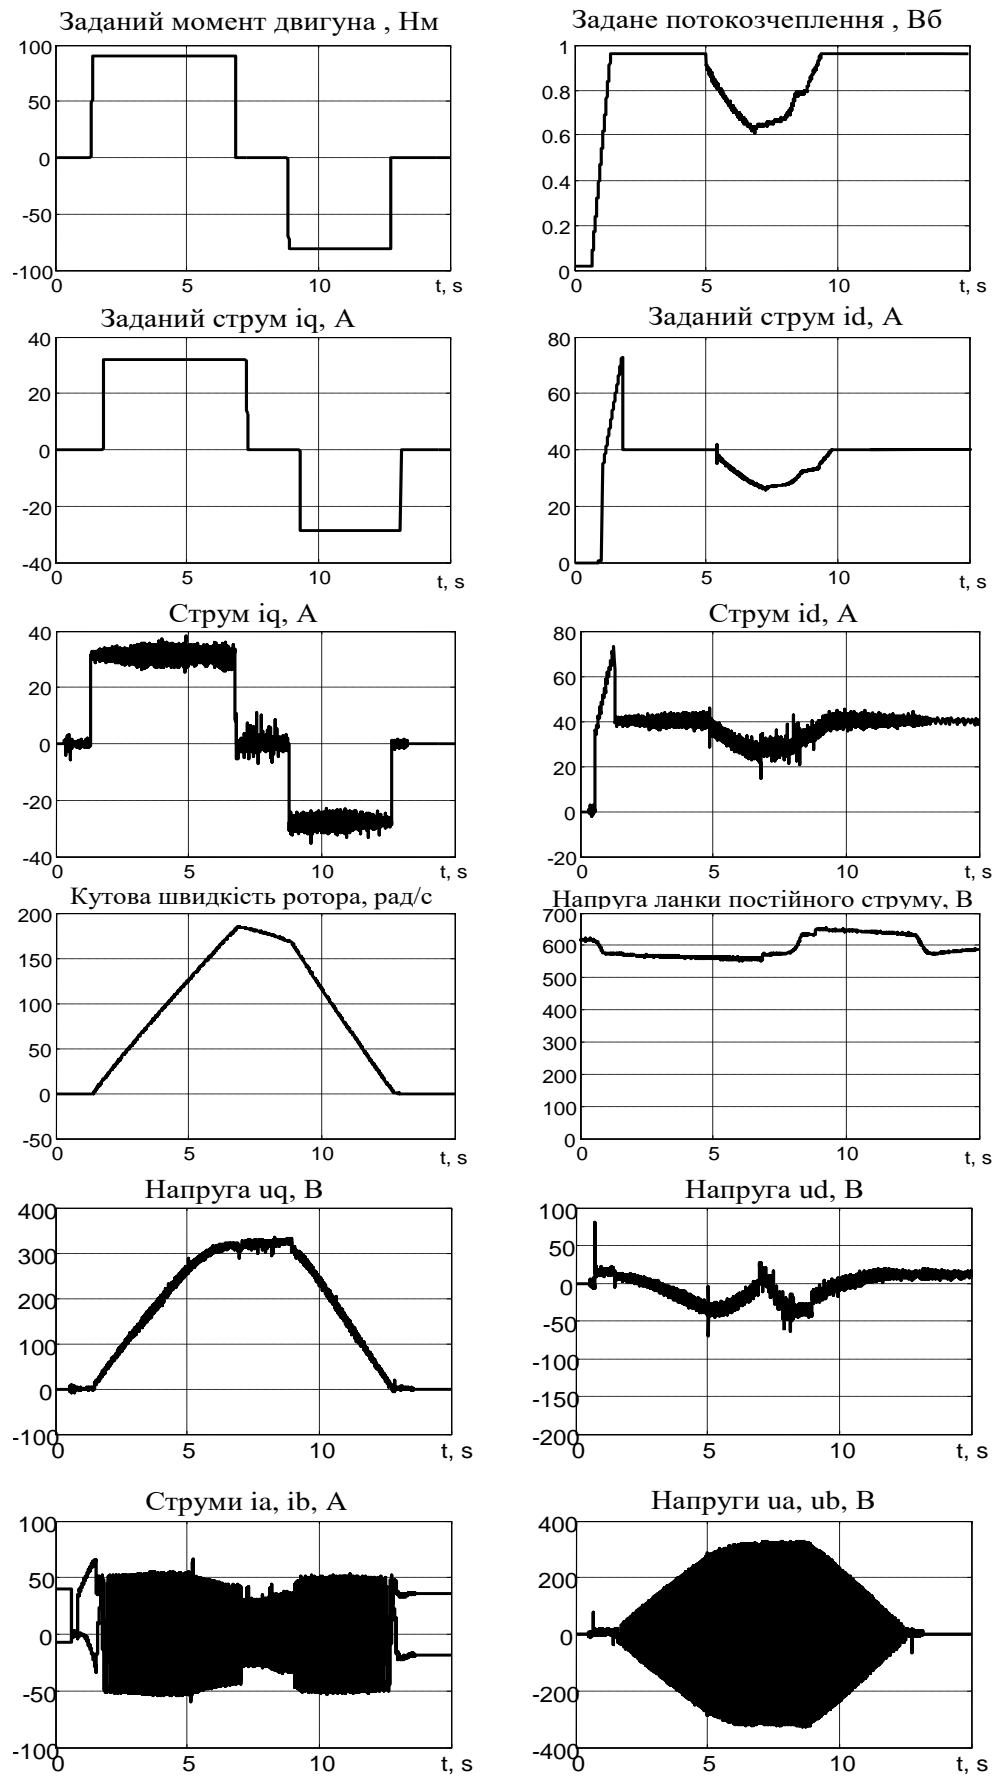 Заданий момент двигуна , Нм
100
50
0
-50
-100
0 5 10 t, s
Задане потокозчеплення , Вб
1
0.8
0.6
0.4
0.2
0
0 5 10 t, s
Заданий струм iq, А
40
20
0
-20
-40
0 5 10 t, s
Заданий струм id, А
80
60
40
20
0
0 5 10 t, s
Струм iq, А
40
20
0
-20
-40
0 5 10 t, s
Струм id, А
80
60
40
20
0
-20
0 5 10 t, s
Кутова швидкість ротора, рад/с
200
150
100
50
0
-50
0 5 10 t, s
Напруга ланки постійного струму, В
700
600
500
400
300
200
100
0
0 5 10 t, s
Напруга uq, В
400
300
200
100
0
-100
0 5 10 t, s
Напруга ud, В
100
50
0
-50
-100
-150
-200
0 5 10 t, s
Струми ia, ib, А
100
50
0
-50
-100
0 5 10 t, s
Напруги ua, ub, В
400
200
0
-200
-400
0 5 10 t, s